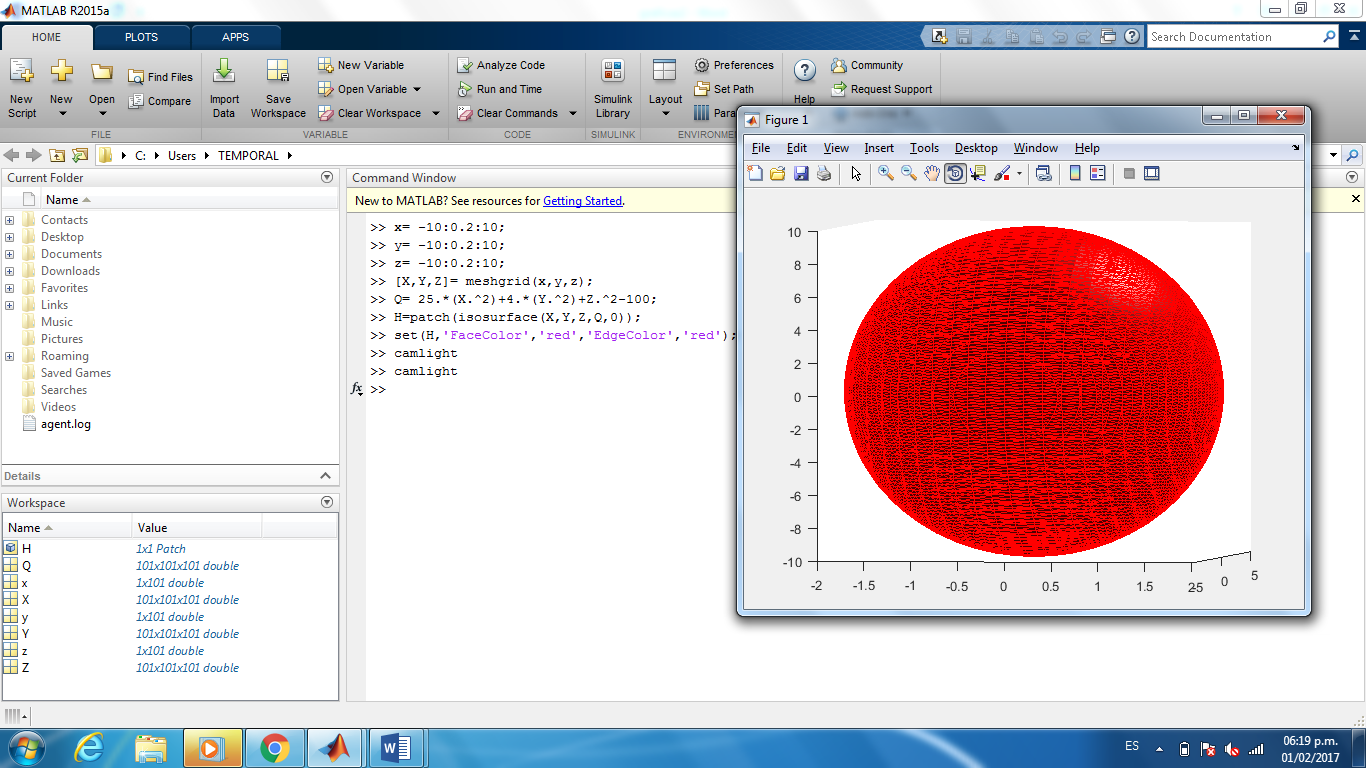 MATLAB R2015a
HOME PLOTS APPS
Search Documentation
New Script
New
Open
Find Files
Compare
Import Data
Save Workspace
New Variable
Open Variable
Clear Workspace
Analyze Code
Run and Time
Clear Commands
Simulink Library
Layout
Preferences
Set Path
Help
Community
Request Support
FILE VARIABLE CODE SIMULINK
C: Users TEMPORAL
Current Folder
Name
Contacts
Desktop
Documents
Downloads
Favorites
Links
Music
Pictures
Roaming
Saved Games
Searches
Videos
agent.log
Details
Workspace
Name Value
H 1x1 Patch
Q 101x101x101 double
x 1x101 double
X 101x101x101 double
y 1x101 double
Y 101x101x101 double
z 1x101 double
Z 101x101x101 double
Command Window
New to MATLAB? See resources for Getting Started.
>> x= -10:0.2:10;
>> y= -10:0.2:10;
>> z= -10:0.2:10;
>> [X,Y,Z]= meshgrid(x,y,z);
>> Q= 25.*(X.^2)+4.*(Y.^2)+Z.^2-100;
>> H=patch(isosurface(X,Y,Z,Q,0));
>> set(H,'FaceColor','red','EdgeColor','red');
>> camlight
>> camlight
fx >>
Figure 1
File Edit View Insert Tools Desktop Window Help
10
8
6
4
2
0
-2
-4
-6
-8
-10
-2 -1.5 -1 -0.5 0 0.5 1 1.5 2
-5 0 5
ES
06:19 p.m.
01/02/2017